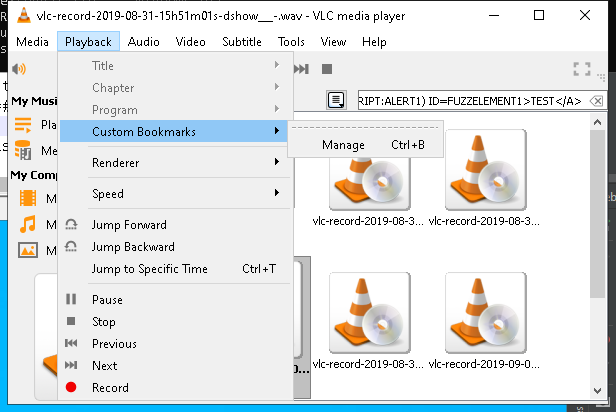 vlc-record-2019-08-31-15h51m01s-dshow__-.wav - VLC media player
Media Playback Audio Video Subtitle Tools View Help
Title
Chapter
RIPT:ALERT1) ID=FUZZELEMENT1>TEST</A>
My Mus
Program
Pla
Custom Bookmarks
Manage Ctrl+B
Me
Renderer
My Comp
Speed
M
vlc-record-2019-08-3...
vlc-record-2019-08-3...
Jump Forward
M
Jump Backward
M
Jump to Specific Time Ctrl+T
Pause
Stop
Previous
Next
vlc-record-2019-08-3...
vlc-record-2019-09-0...
Record